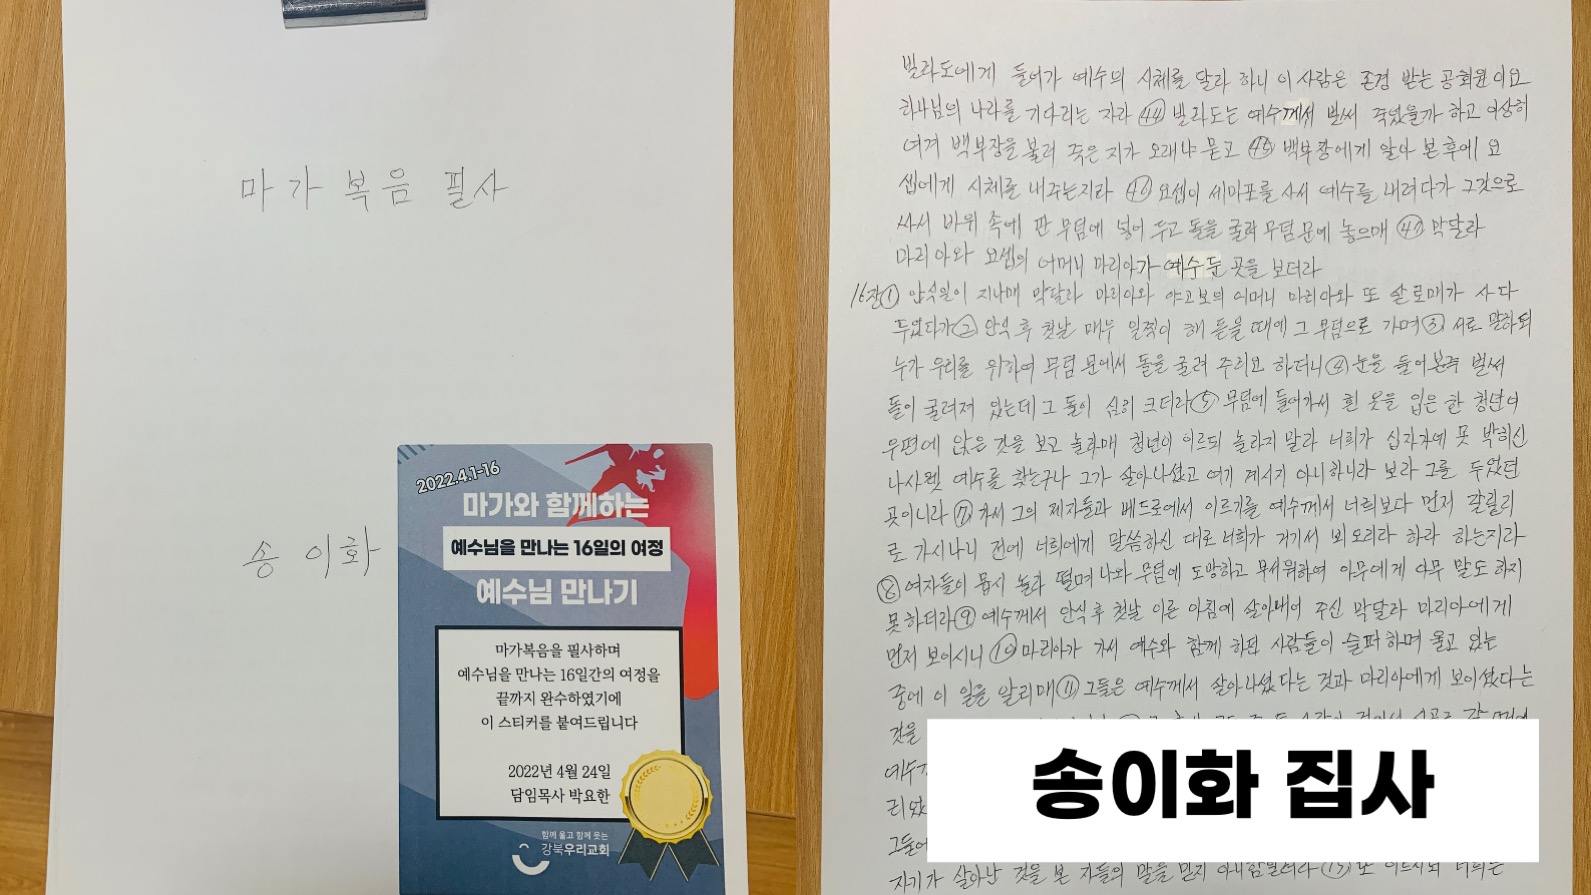 마가복음 필사
송 이화
2022.4.1-16
마가와 함께하는
예수님을 만나는 16일의 여정
예수님 만나기
마가복음을 필사하며
예수님을 만나는 16일간의 여정을
끝까지 완수하였기에
이 스티커를 붙여드립니다
2022년 4월 24일
담임목사 박요한
함께 울고 함께 웃는
강북우리교회
빌라도에게 들어가 예수의 시체를 달라 하니 이 사람은 존경 받는 공회원이요
하나님의 나라를 기다리는 자라 ㊹ 빌라도는 예수께서 벌써 죽었을까 하고 이상히
여겨 백부장을 불러 죽은 지가 오래냐 묻고 ㊺ 백부장에게 알아 본 후에 요
셉에게 시체를 내주는지라 ㊻ 요셉이 세마포를 사서 예수를 내려다가 그것으로
싸서 바위 속에 판 무덤에 넣어 두고 돌을 굴려 무덤 문에 놓으매 ㊼ 막달라
마리아와 요셉의 어머니 마리아가 예수 둔 곳을 보더라
16장 ① 안식일이 지나매 막달라 마리아와 야고보의 어머니 마리아와 또 살로메가 사다
두었다가 ② 안식 후 첫날 매우 일찍이 해 돋을 때에 그 무덤으로 가며 ③ 서로 말하되
누가 우리를 위하여 무덤 문에서 돌을 굴려 주리요 하더니 ④ 눈을 들어본즉 벌써
돌이 굴려져 있는데 그 돌이 심히 크더라 ⑤ 무덤에 들어가서 흰 옷을 입은 한 청년이
우편에 앉은 것을 보고 놀라매 청년이 이르되 놀라지 말라 너희가 십자가에 못 박히신
나사렛 예수를 찾는구나 그가 살아나셨고 여기 계시지 아니하니라 보라 그를 두었던
곳이니라 ⑦ 가서 그의 제자들과 베드로에서 이르기를 예수께서 너희보다 먼저 갈릴리
로 가시나니 전에 너희에게 말씀하신 대로 너희가 거기서 뵈오리라 하라 하는지라
⑧ 여자들이 몹시 놀라 떨며 나와 무덤에 도망하고 무서워하여 아무에게 아무 말도 하지
못하더라 ⑨ 예수께서 안식 후 첫날 이른 아침에 살아나여 주신 막달라 마리아에게
먼저 보이시니 ⑩ 마리아가 가서 예수와 함께 하던 사람들이 슬퍼하며 울고 있는
중에 이 일을 알리매 ⑪ 그들은 예수께서 살아나셨다는 것과 마리아에게 보이셨다는
것을
송이화 집사
자기가 살아난 것을 본 자들의 말을 믿지 아니함일러라 ⑮ 또 이르시되 너희는